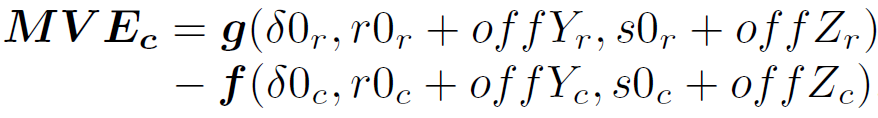 MVE_c = g(δ0_r, r0_r + offY_r, s0_r + offZ_r)
− f(δ0_c, r0_c + offY_c, s0_c + offZ_c)